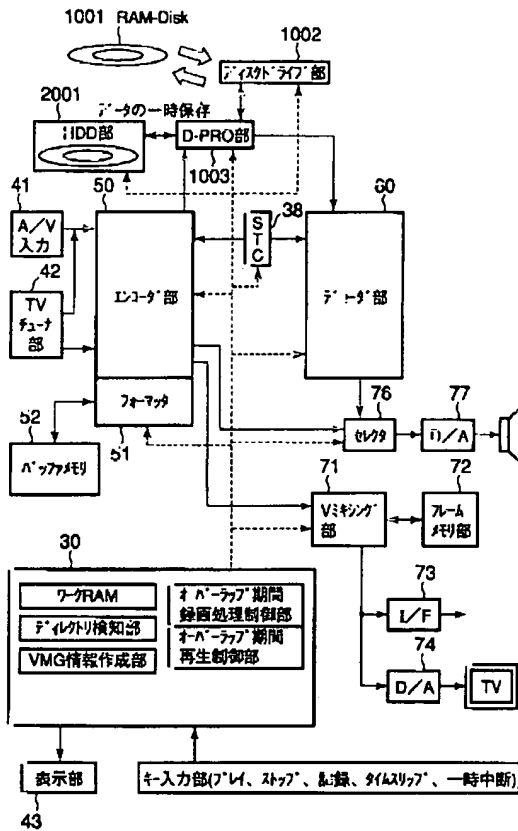 1001 RAM-Disk
1002
ディスクドライブ部
2001
データの一時保存
HDD部
D-PRO部
1003
50
60
41
A/V
入力
38
STC
42
TV
チューナ
部
エンコーダ部
デコーダ部
フォーマッタ
51
52
バッファメモリ
76
セレクタ
77
D/A
71
Vミキシング
部
72
フレーム
メモリ部
30
ワークRAM
ディレクトリ検知部
VMG情報作成部
オーバーラップ期間
録画処理制御部
オーバーラップ期間
再生制御部
73
I/F
74
D/A
TV
表示部
43
キー入力部(プレイ、ストップ、記録、タイムスリップ、一時中断)